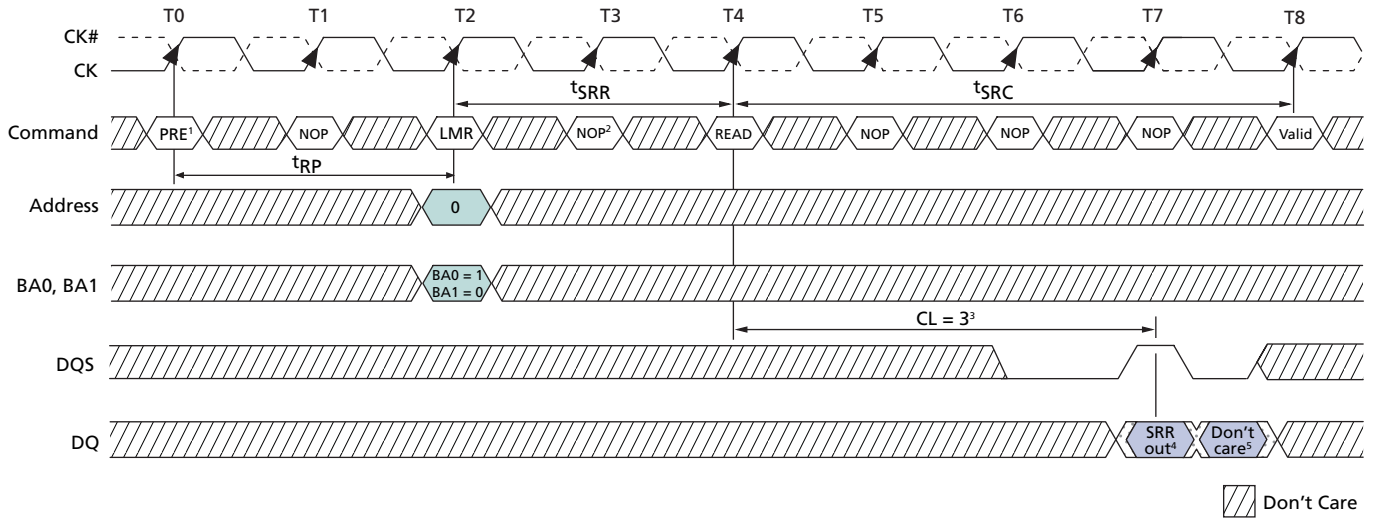 T0 T1 T2 T3 T4 T5 T6 T7 T8
CK#
CK
tSRR tSRC
Command PRE¹ NOP LMR NOP² READ NOP NOP NOP Valid
tRP
Address 0
BA0, BA1 BA0 = 1
BA1 = 0
CL = 3³
DQS
DQ SRR out⁴ Don't care⁵
Don't Care